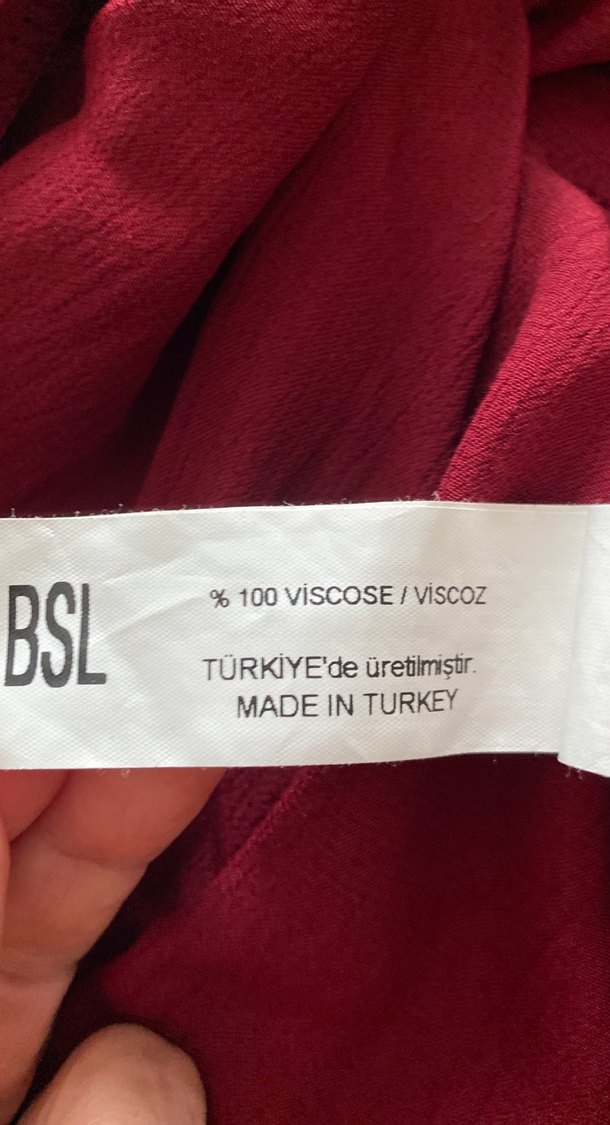 BSL
% 100 VİSCOSE / VİSCOZ
TÜRKİYE'de üretilmiştir.
MADE IN TURKEY